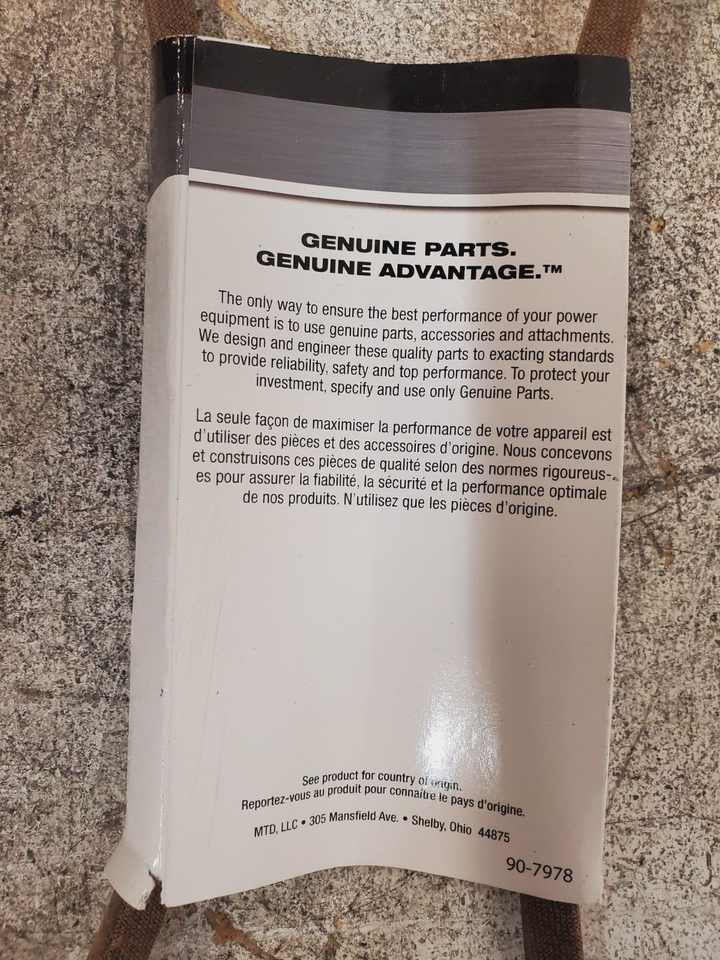 GENUINE PARTS.
GENUINE ADVANTAGE.™
The only way to ensure the best performance of your power
equipment is to use genuine parts, accessories and attachments.
We design and engineer these quality parts to exacting standards
to provide reliability, safety and top performance. To protect your
investment, specify and use only Genuine Parts.
La seule façon de maximiser la performance de votre appareil est
d'utiliser des pièces et des accessoires d'origine. Nous concevons
et construisons ces pièces de qualité selon des normes rigoureus-
es pour assurer la fiabilité, la sécurité et la performance optimale
de nos produits. N'utilisez que les pièces d'origine.
See product for country of origin.
Reportez-vous au produit pour connaître le pays d'origine.
MTD, LLC • 305 Mansfield Ave. • Shelby, Ohio 44875
90-7978